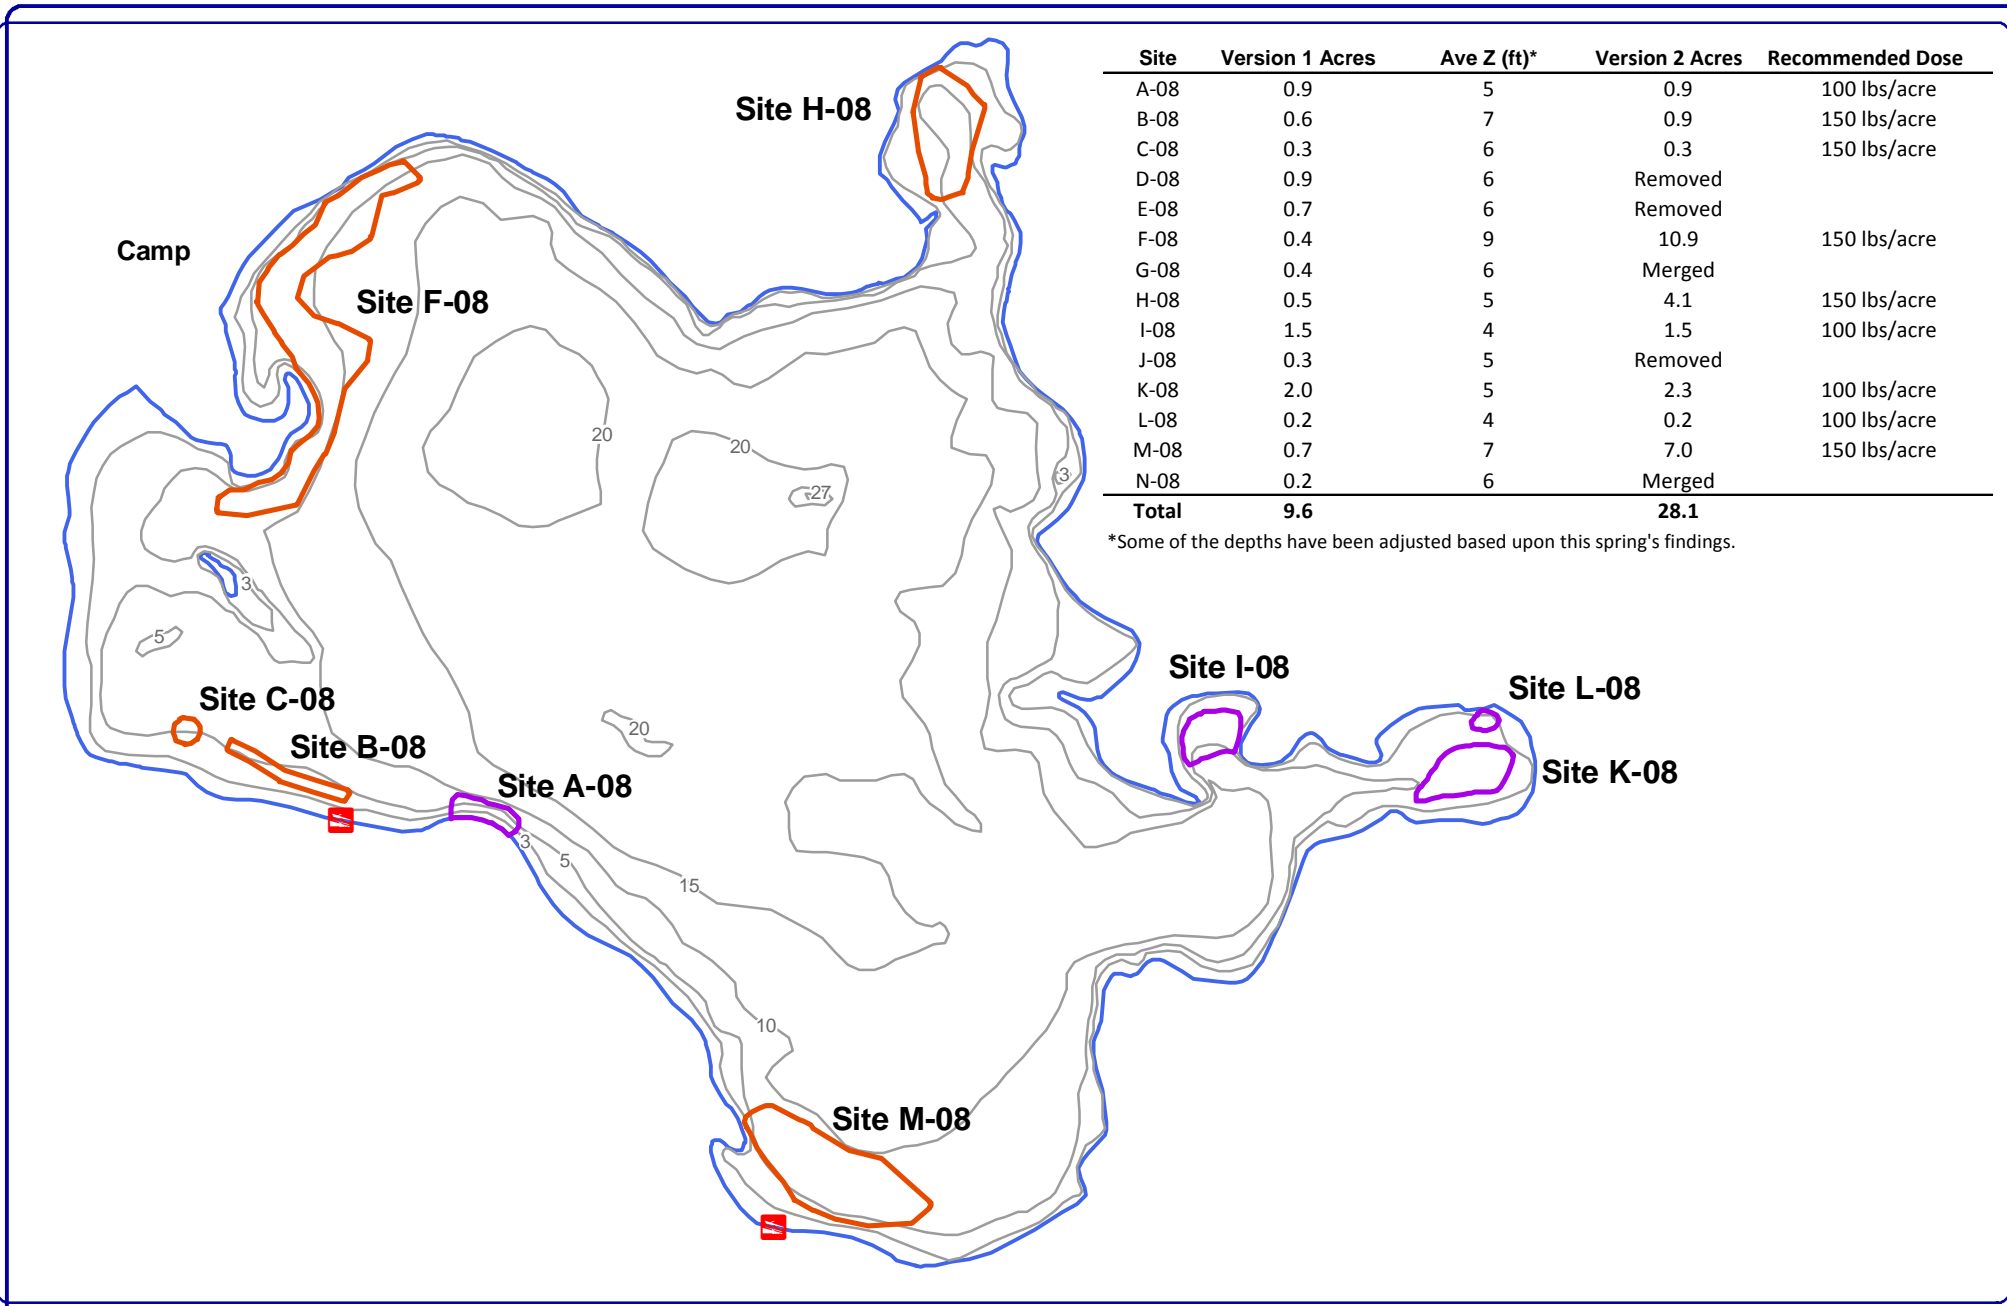 Site Version 1 Acres Ave Z (ft)* Version 2 Acres Recommended Dose
A-08 0.9 5 0.9 100 lbs/acre
B-08 0.6 7 0.9 150 lbs/acre
C-08 0.3 6 0.3 150 lbs/acre
D-08 0.9 6 Removed
E-08 0.7 6 Removed
F-08 0.4 9 10.9 150 lbs/acre
G-08 0.4 6 Merged
H-08 0.5 5 4.1 150 lbs/acre
I-08 1.5 4 1.5 100 lbs/acre
J-08 0.3 5 Removed
K-08 2.0 5 2.3 100 lbs/acre
L-08 0.2 4 0.2 100 lbs/acre
M-08 0.7 7 7.0 150 lbs/acre
N-08 0.2 6 Merged
Total 9.6 28.1
*Some of the depths have been adjusted based upon this spring's findings.
Site H-08
Camp
Site F-08
20
20
27
3
3
5
Site I-08
Site L-08
Site C-08
20
Site B-08
Site K-08
Site A-08
3
5
15
10
Site M-08